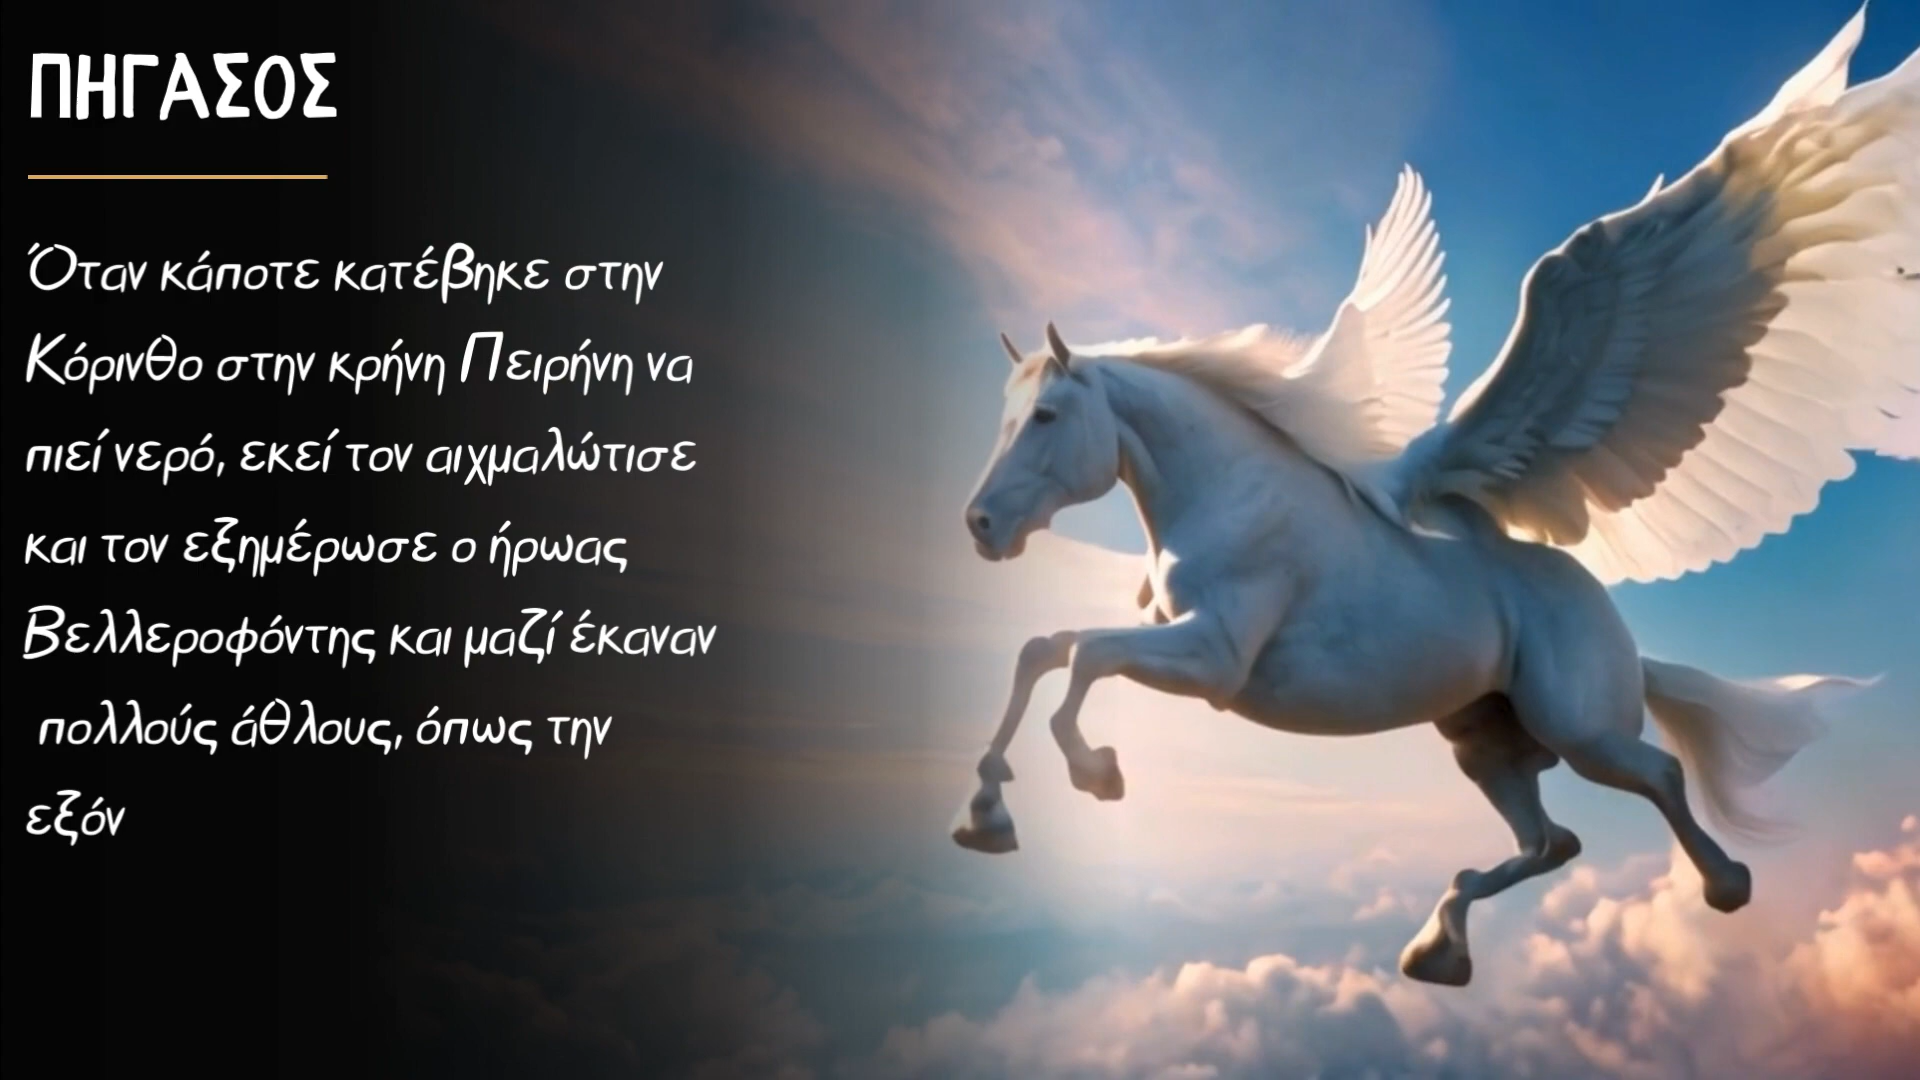 ΠΗΓΑΣΟΣ
Όταν κάποτε κατέβηκε στην
Κόρινθο στην κρήνη Πειρήνη να
πιεί νερό, εκεί τον αιχμαλώτισε
και τον εξημέρωσε ο ήρωας
Βελλεροφόντης και μαζί έκαναν
πολλούς άθλους, όπως την
εξόν